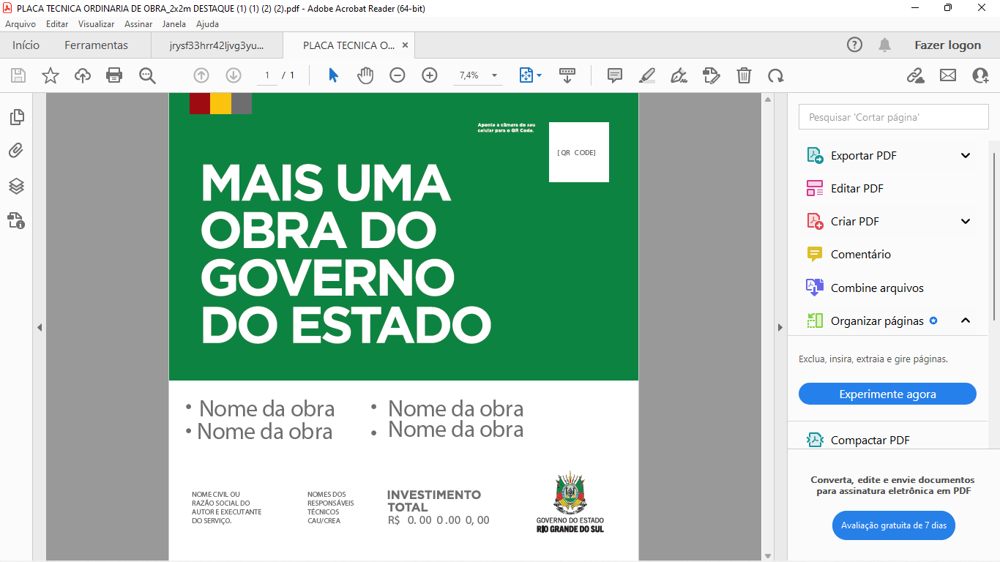 PLACA TECNICA ORDINARIA DE OBRA_2x2m DESTAQUE (1) (1) (2) (2).pdf - Adobe Acrobat Reader (64-bit)
Arquivo Editar Visualizar Assinar Janela Ajuda
Início Ferramentas jrysf33hrr42ljvg3yu... PLACA TECNICA O... Fazer logon
1 / 1 7,4%
Aponte a câmera do seu
celular para o QR Code.
[QR CODE]
MAIS UMA
OBRA DO
GOVERNO
DO ESTADO
• Nome da obra
• Nome da obra
• Nome da obra
• Nome da obra
NOME CIVIL OU
RAZÃO SOCIAL DO
AUTOR E EXECUTANTE
DO SERVIÇO.
NOMES DOS
RESPONSÁVEIS
TÉCNICOS
CAU/CREA
INVESTIMENTO
TOTAL
R$ 0.00 0.00 0,00
GOVERNO DO ESTADO
RIO GRANDE DO SUL
Pesquisar 'Cortar página'
Exportar PDF
Editar PDF
Criar PDF
Comentário
Combine arquivos
Organizar páginas
Exclua, insira, extraia e gire páginas.
Experimente agora
Compactar PDF
Converta, edite e envie documentos
para assinatura eletrônica em PDF
Avaliação gratuita de 7 dias